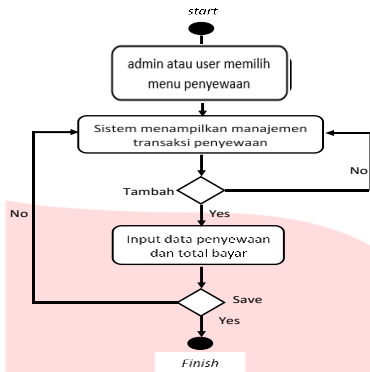 start
admin atau user memilih
menu penyewaan
Sistem menampilkan manajemen
transaksi penyewaan
No
Tambah
No
Yes
Input data penyewaan
dan total bayar
Save
Yes
Finish